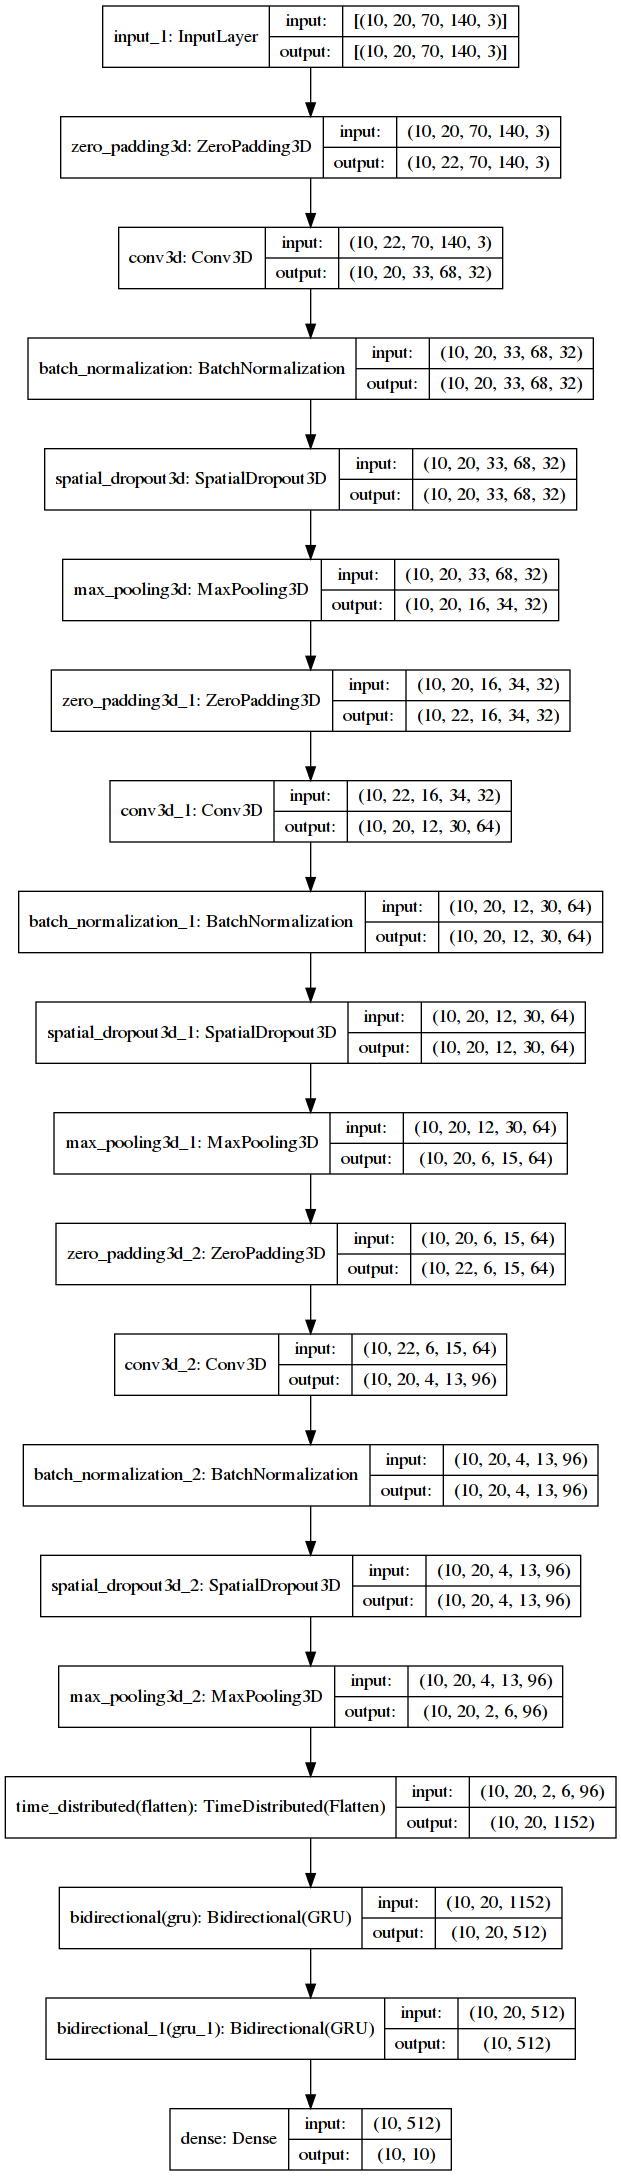 input_1: InputLayer
input: [(10, 20, 70, 140, 3)]
output: [(10, 20, 70, 140, 3)]
zero_padding3d: ZeroPadding3D
input: (10, 20, 70, 140, 3)
output: (10, 22, 70, 140, 3)
conv3d: Conv3D
input: (10, 22, 70, 140, 3)
output: (10, 20, 33, 68, 32)
batch_normalization: BatchNormalization
input: (10, 20, 33, 68, 32)
output: (10, 20, 33, 68, 32)
spatial_dropout3d: SpatialDropout3D
input: (10, 20, 33, 68, 32)
output: (10, 20, 33, 68, 32)
max_pooling3d: MaxPooling3D
input: (10, 20, 33, 68, 32)
output: (10, 20, 16, 34, 32)
zero_padding3d_1: ZeroPadding3D
input: (10, 20, 16, 34, 32)
output: (10, 22, 16, 34, 32)
conv3d_1: Conv3D
input: (10, 22, 16, 34, 32)
output: (10, 20, 12, 30, 64)
batch_normalization_1: BatchNormalization
input: (10, 20, 12, 30, 64)
output: (10, 20, 12, 30, 64)
spatial_dropout3d_1: SpatialDropout3D
input: (10, 20, 12, 30, 64)
output: (10, 20, 12, 30, 64)
max_pooling3d_1: MaxPooling3D
input: (10, 20, 12, 30, 64)
output: (10, 20, 6, 15, 64)
zero_padding3d_2: ZeroPadding3D
input: (10, 20, 6, 15, 64)
output: (10, 22, 6, 15, 64)
conv3d_2: Conv3D
input: (10, 22, 6, 15, 64)
output: (10, 20, 4, 13, 96)
batch_normalization_2: BatchNormalization
input: (10, 20, 4, 13, 96)
output: (10, 20, 4, 13, 96)
spatial_dropout3d_2: SpatialDropout3D
input: (10, 20, 4, 13, 96)
output: (10, 20, 4, 13, 96)
max_pooling3d_2: MaxPooling3D
input: (10, 20, 4, 13, 96)
output: (10, 20, 2, 6, 96)
time_distributed(flatten): TimeDistributed(Flatten)
input: (10, 20, 2, 6, 96)
output: (10, 20, 1152)
bidirectional(gru): Bidirectional(GRU)
input: (10, 20, 1152)
output: (10, 20, 512)
bidirectional_1(gru_1): Bidirectional(GRU)
input: (10, 20, 512)
output: (10, 512)
dense: Dense
input: (10, 512)
output: (10, 10)